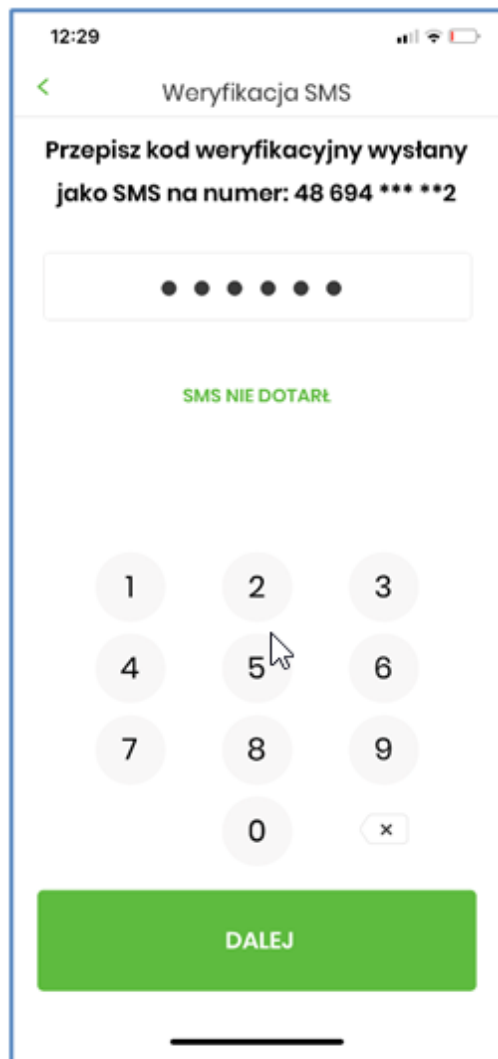 12:29
Weryfikacja SMS
Przepisz kod weryfikacyjny wysłany
jako SMS na numer: 48 694 *** **2
SMS NIE DOTARŁ
1 2 3
4 5 6
7 8 9
0
DALEJ